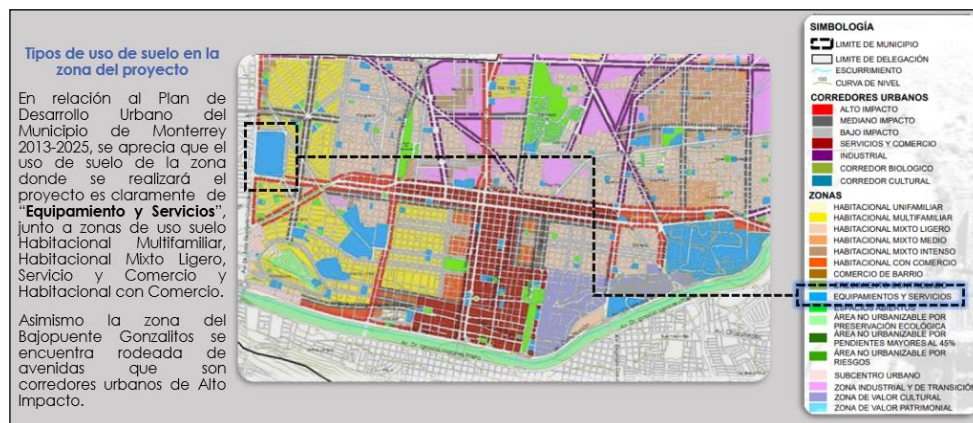 Tipos de uso de suelo en la
zona del proyecto
En relación al Plan de
Desarrollo Urbano del
Municipio de Monterrey
2013-2025, se aprecia que el
uso de suelo de la zona
donde se realizará el
proyecto es claramente de
“Equipamiento y Servicios”,
junto a zonas de uso suelo
Habitacional Multifamiliar,
Habitacional Mixto Ligero,
Servicio y Comercio y
Habitacional con Comercio.
Asimismo la zona del
Bajopuente Gonzalitos se
encuentra rodeada de
avenidas que son
corredores urbanos de Alto
Impacto.
SIMBOLOGÍA
LIMITE DE MUNICIPIO
LIMITE DE DELEGACIÓN
ESCURRIMIENTO
CURVA DE NIVEL
CORREDORES URBANOS
ALTO IMPACTO
MEDIANO IMPACTO
BAJO IMPACTO
SERVICIOS Y COMERCIO
INDUSTRIAL
CORREDOR BIOLOGICO
CORREDOR CULTURAL
ZONAS
HABITACIONAL UNIFAMILIAR
HABITACIONAL MULTIFAMILIAR
HABITACIONAL MIXTO LIGERO
HABITACIONAL MIXTO MEDIO
HABITACIONAL MIXTO INTENSO
HABITACIONAL CON COMERCIO
COMERCIO DE BARRIO
EQUIPAMIENTOS Y SERVICIOS
ESPACIOS ABIERTOS
ÁREA NO URBANIZABLE POR
PRESERVACIÓN ECOLÓGICA
ÁREA NO URBANIZABLE POR
PENDIENTES MAYORES AL 45%
ÁREA NO URBANIZABLE POR
RIESGOS
SUBCENTRO URBANO
ZONA INDUSTRIAL Y DE TRANSICIÓN
ZONA DE VALOR CULTURAL
ZONA DE VALOR PATRIMONIAL